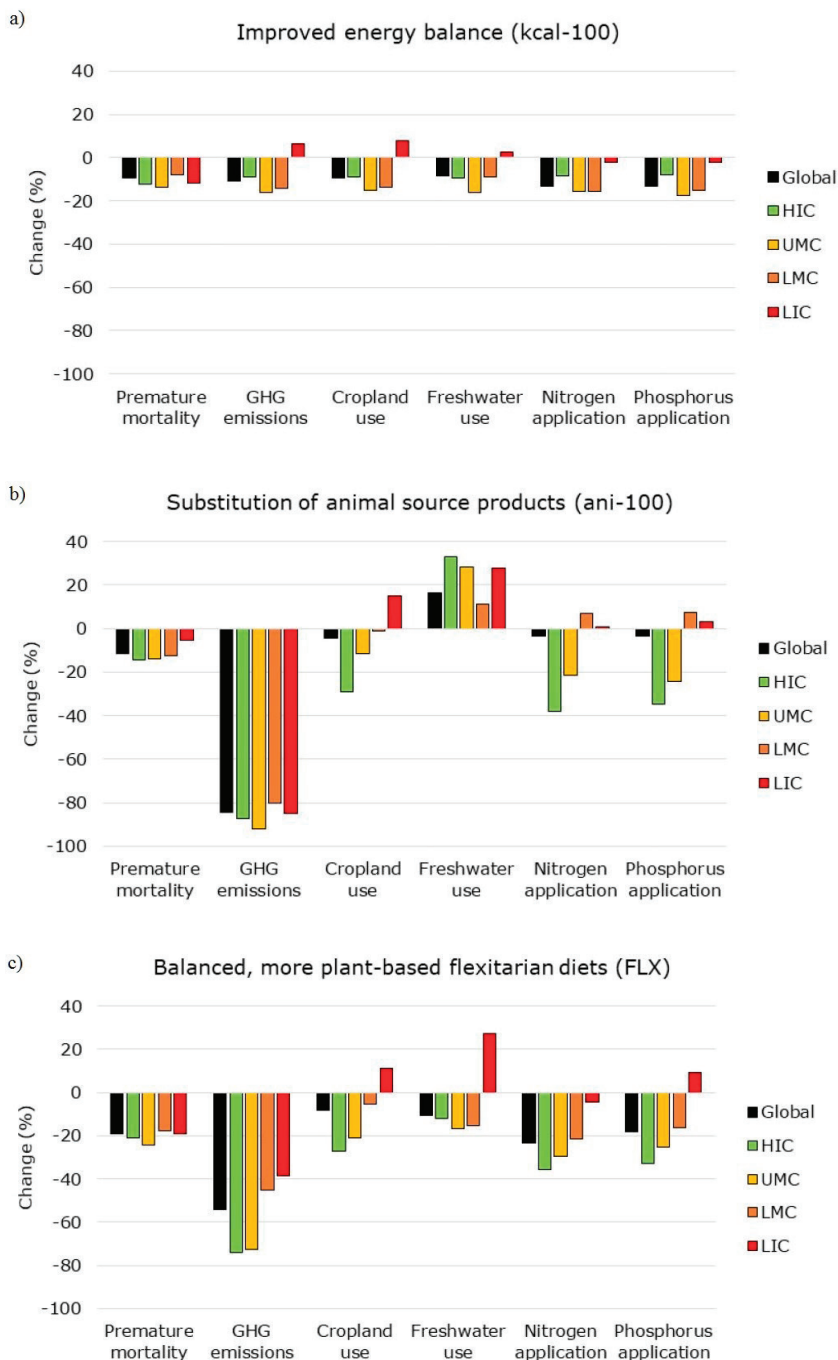 a)
Improved energy balance (kcal-100)
40
20
0
-20
-40
-60
-80
-100
Change (%)
Premature
mortality
GHG
emissions
Cropland
use
Freshwater
use
Nitrogen
application
Phosphorus
application
Global
HIC
UMC
LMC
LIC
b)
Substitution of animal source products (ani-100)
40
20
0
-20
-40
-60
-80
-100
Change (%)
Premature
mortality
GHG
emissions
Cropland
use
Freshwater
use
Nitrogen
application
Phosphorus
application
Global
HIC
UMC
LMC
LIC
c)
Balanced, more plant-based flexitarian diets (FLX)
40
20
0
-20
-40
-60
-80
-100
Change (%)
Premature
mortality
GHG
emissions
Cropland
use
Freshwater
use
Nitrogen
application
Phosphorus
application
Global
HIC
UMC
LMC
LIC